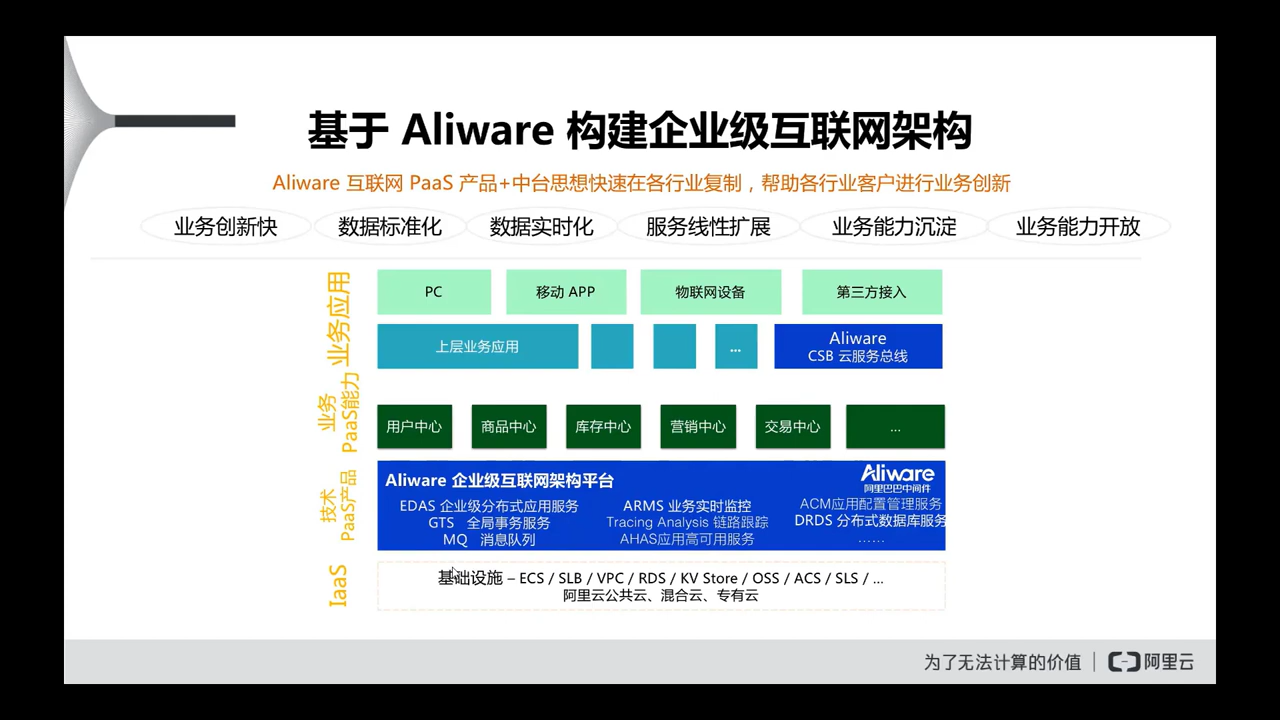 基于 Aliware 构建企业级互联网架构
Aliware 互联网 PaaS 产品+中台思想快速在各行业复制，帮助各行业客户进行业务创新
业务创新快 数据标准化 数据实时化 服务线性扩展 业务能力沉淀 业务能力开放
业务应用
PC 移动 APP 物联网设备 第三方接入
上层业务应用 ... Aliware
CSB 云服务总线
业务
PaaS能力
用户中心 商品中心 库存中心 营销中心 交易中心 ...
技术
PaaS产品
Aliware 企业级互联网架构平台
Aliware
阿里巴巴中间件
EDAS 企业级分布式应用服务
GTS 全局事务服务
MQ 消息队列
ARMS 业务实时监控
Tracing Analysis 链路跟踪
AHAS应用高可用服务
ACM应用配置管理服务
DRDS 分布式数据库服务
……
IaaS
基础设施 – ECS / SLB / VPC / RDS / KV Store / OSS / ACS / SLS / ...
阿里云公共云、混合云、专有云
为了无法计算的价值 | 阿里云